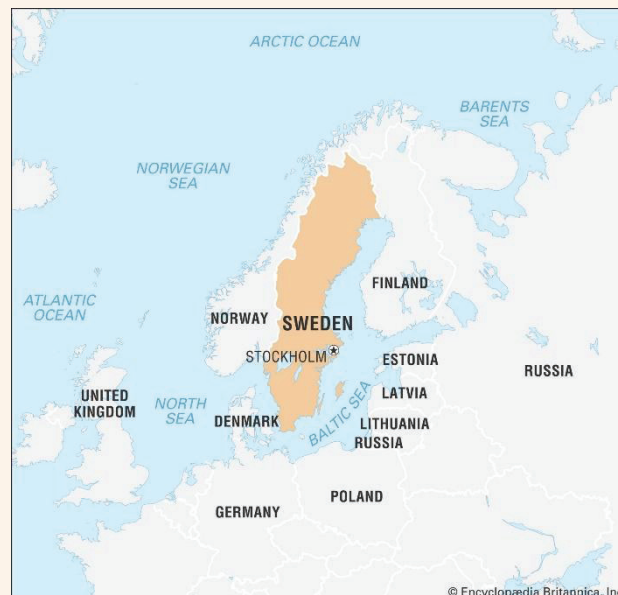 ARCTIC OCEAN
BARENTS
SEA
NORWEGIAN
SEA
ATLANTIC
OCEAN
FINLAND
NORWAY
SWEDEN
STOCKHOLM
ESTONIA
RUSSIA
UNITED
KINGDOM
NORTH
SEA
LATVIA
DENMARK
BALTIC SEA
LITHUANIA
RUSSIA
POLAND
GERMANY
© Encyclopædia Britannica, Inc